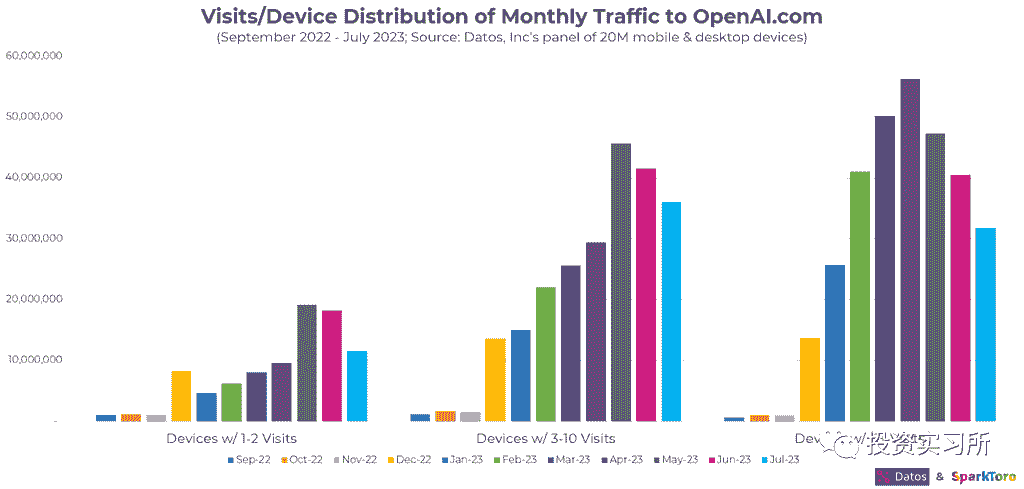 Visits/Device Distribution of Monthly Traffic to OpenAI.com
(September 2022 - July 2023; Source: Datos, Inc's panel of 20M mobile & desktop devices)
60,000,000
50,000,000
40,000,000
30,000,000
20,000,000
10,000,000
-
Devices w/ 1-2 Visits
Devices w/ 3-10 Visits
投资实习所
Sep-22 Oct-22 Nov-22 Dec-22 Jan-23 Feb-23 Mar-23 Apr-23 May-23 Jun-23 Jul-23
Datos & SparkToro